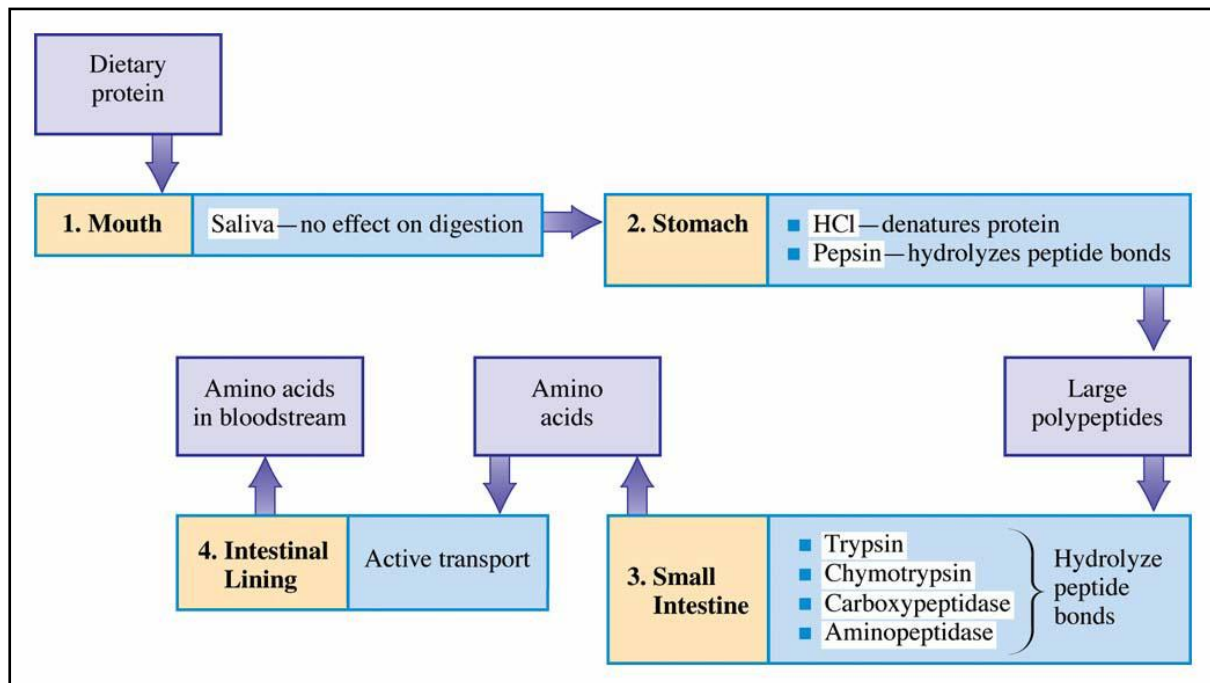 Dietary
protein
1. Mouth
Saliva—no effect on digestion
2. Stomach
HCl—denatures protein
Pepsin—hydrolyzes peptide bonds
Large
polypeptides
3. Small
Intestine
Trypsin
Chymotrypsin
Carboxypeptidase
Aminopeptidase
Hydrolyze
peptide
bonds
Amino
acids
4. Intestinal
Lining
Active transport
Amino acids
in bloodstream